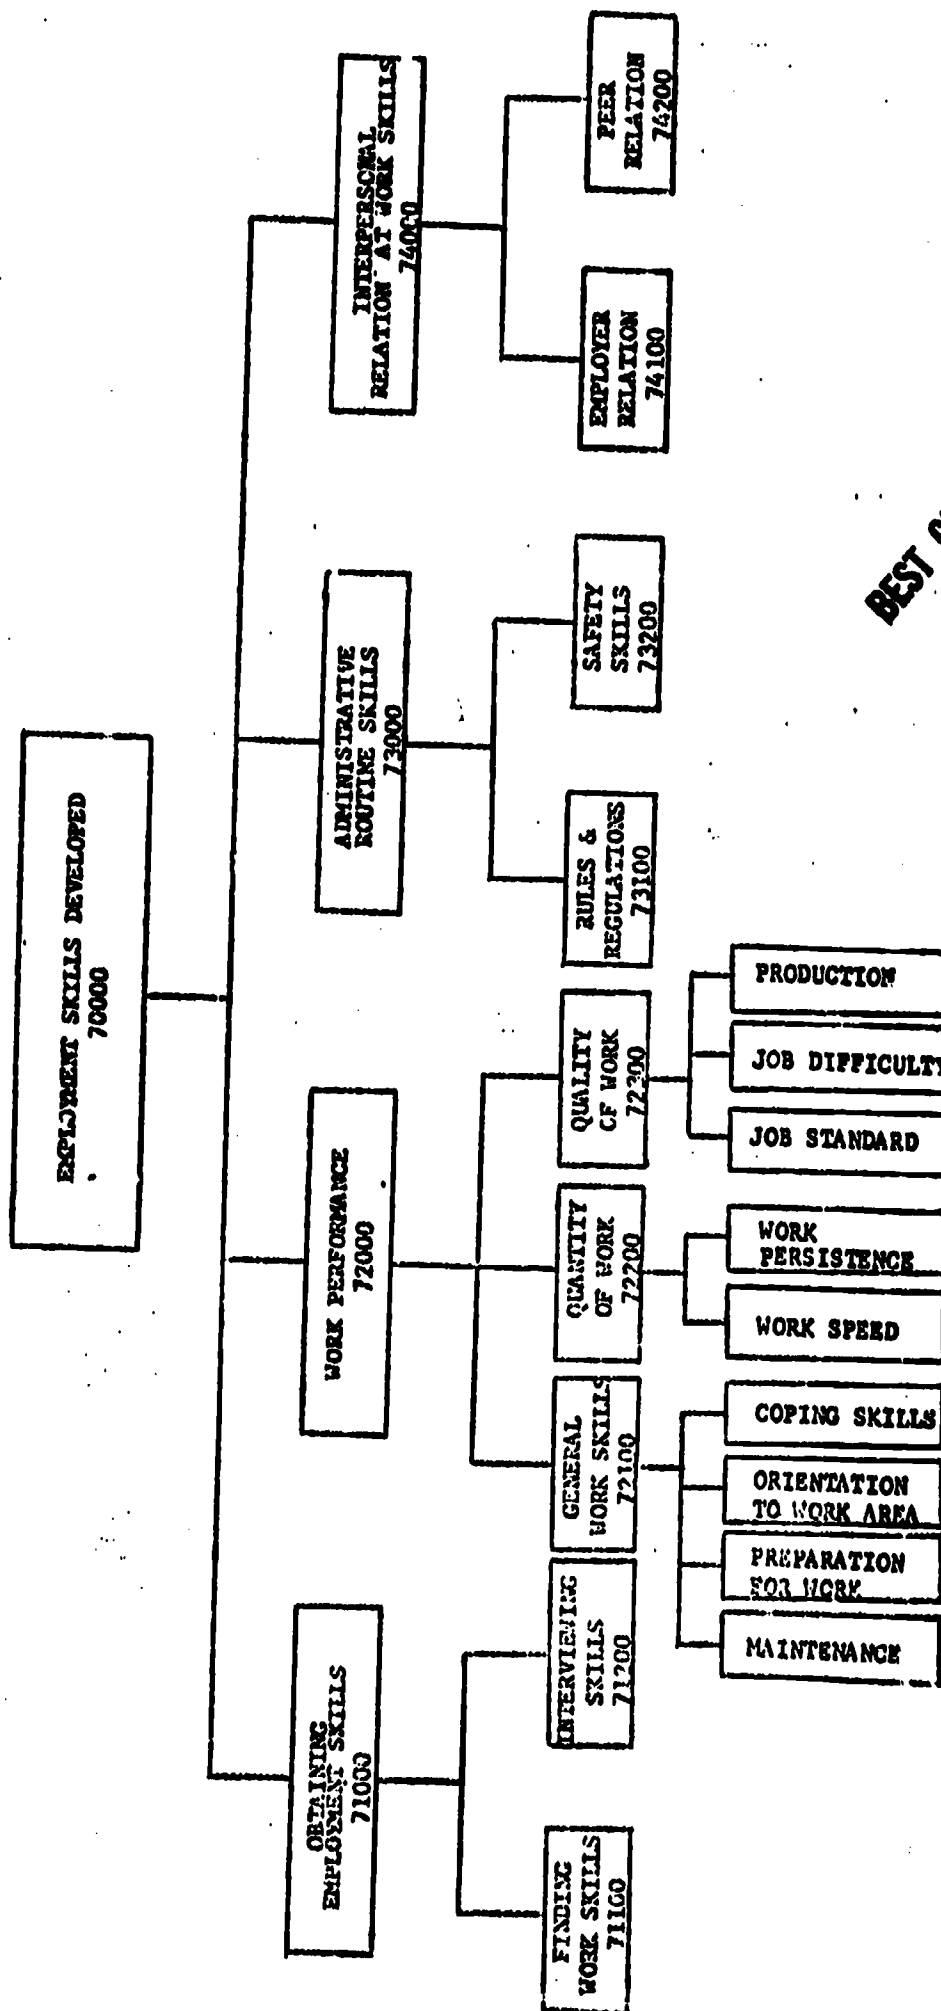 EMPLOYMENT SKILLS DEVELOPED
70000
OBTAINING
EMPLOYMENT SKILLS
71000
WORK PERFORMANCE
72000
ADMINISTRATIVE
ROUTINE SKILLS
73000
INTERPERSONAL
RELATION AT WORK SKILLS
74000
FINDING
WORK SKILLS
71100
INTERVIEWING
SKILLS
71200
GENERAL
WORK SKILLS
72100
QUANTITY
OF WORK
72200
QUALITY
OF WORK
72300
RULES &
REGULATIONS
73100
SAFETY
SKILLS
73200
EMPLOYER
RELATION
74100
PEER
RELATION
74200
MAINTENANCE
PREPARATION
FOR WORK
ORIENTATION
TO WORK AREA
COPING SKILLS
WORK SPEED
WORK
PERSISTENCE
JOB STANDARD
JOB DIFFICULTY
PRODUCTION
BEST